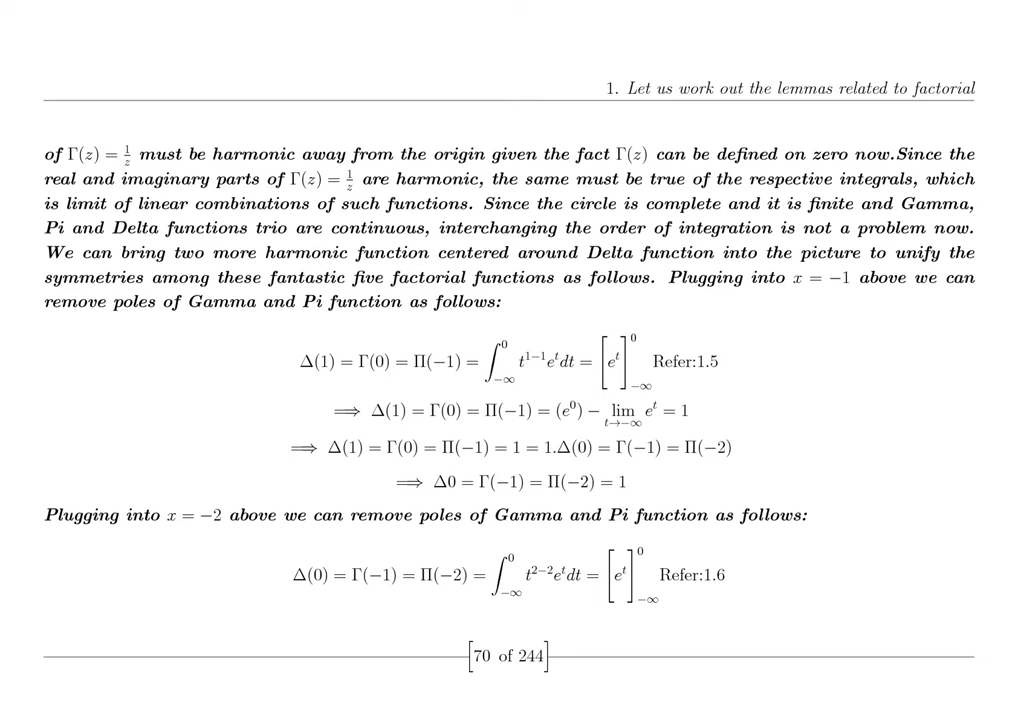 1. Let us work out the lemmas related to factorial
of Γ(z) = 1/z must be harmonic away from the origin given the fact Γ(z) can be defined on zero now.Since the
real and imaginary parts of Γ(z) = 1/z are harmonic, the same must be true of the respective integrals, which
is limit of linear combinations of such functions. Since the circle is complete and it is finite and Gamma,
Pi and Delta functions trio are continuous, interchanging the order of integration is not a problem now.
We can bring two more harmonic function centered around Delta function into the picture to unify the
symmetries among these fantastic five factorial functions as follows. Plugging into x = −1 above we can
remove poles of Gamma and Pi function as follows:
Δ(1) = Γ(0) = Π(−1) = ∫_{−∞}^{0} t^{1−1}e^t dt = [e^t]_{−∞}^{0} Refer:1.5
⟹ Δ(1) = Γ(0) = Π(−1) = (e^0) − lim_{t→−∞} e^t = 1
⟹ Δ(1) = Γ(0) = Π(−1) = 1 = 1.Δ(0) = Γ(−1) = Π(−2)
⟹ Δ0 = Γ(−1) = Π(−2) = 1
Plugging into x = −2 above we can remove poles of Gamma and Pi function as follows:
Δ(0) = Γ(−1) = Π(−2) = ∫_{−∞}^{0} t^{2−2}e^t dt = [e^t]_{−∞}^{0} Refer:1.6
[70 of 244]